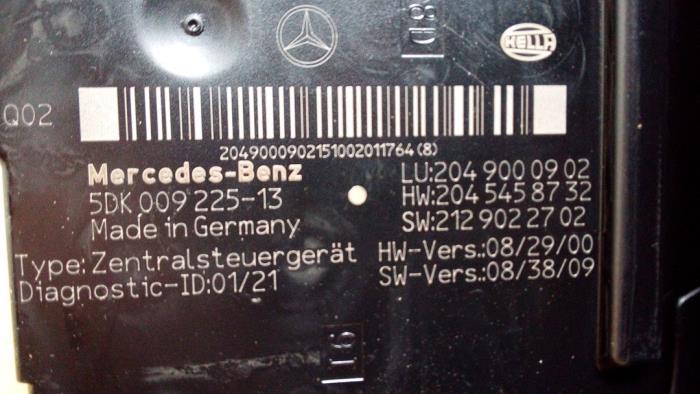 80
HELLA
Q02
2049000902151002011764(8)
Mercedes-Benz
LU:204 900 09 02
5DK 009 225-13
HW:204 545 87 32
Made in Germany
SW:212 902 27 02
Type:Zentralsteuergerät
HW-Vers.:08/29/00
Diagnostic-ID:01/21
SW-Vers.:08/38/09
16